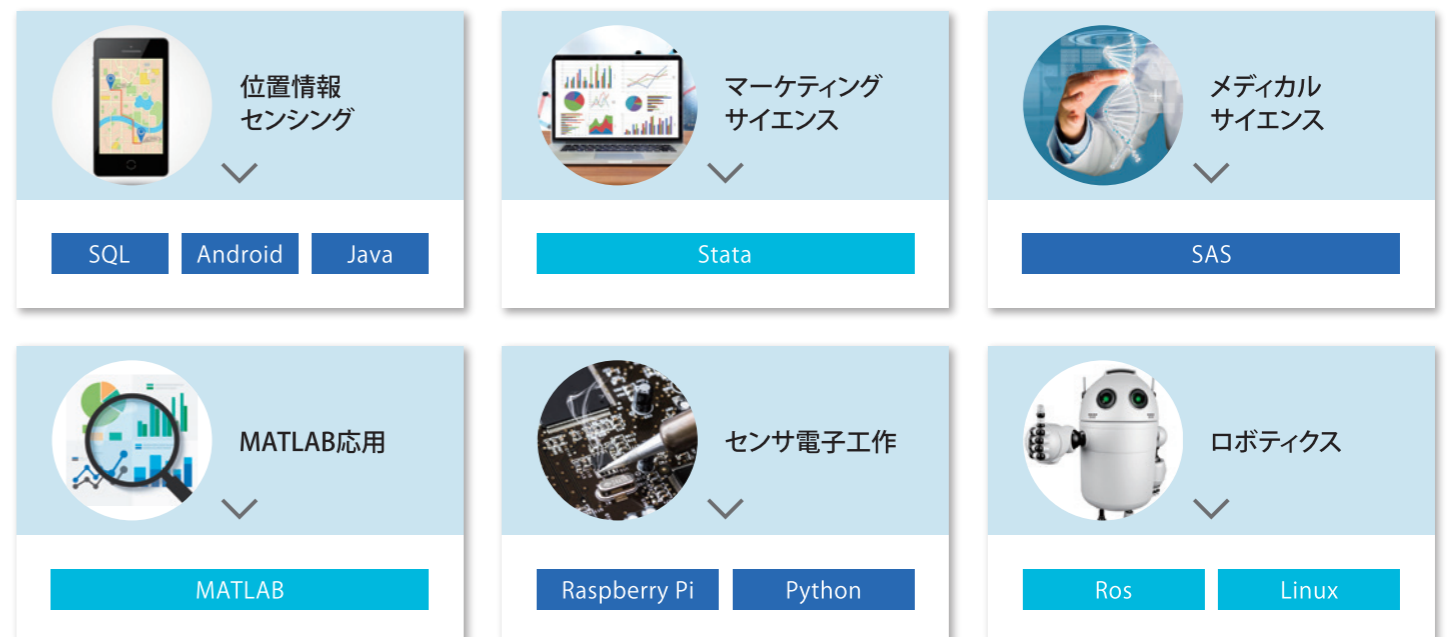 位置情報
センシング
SQL
Android
Java
マーケティング
サイエンス
Stata
メディカル
サイエンス
SAS
MATLAB応用
MATLAB
センサ電子工作
Raspberry Pi
Python
ロボティクス
Ros
Linux